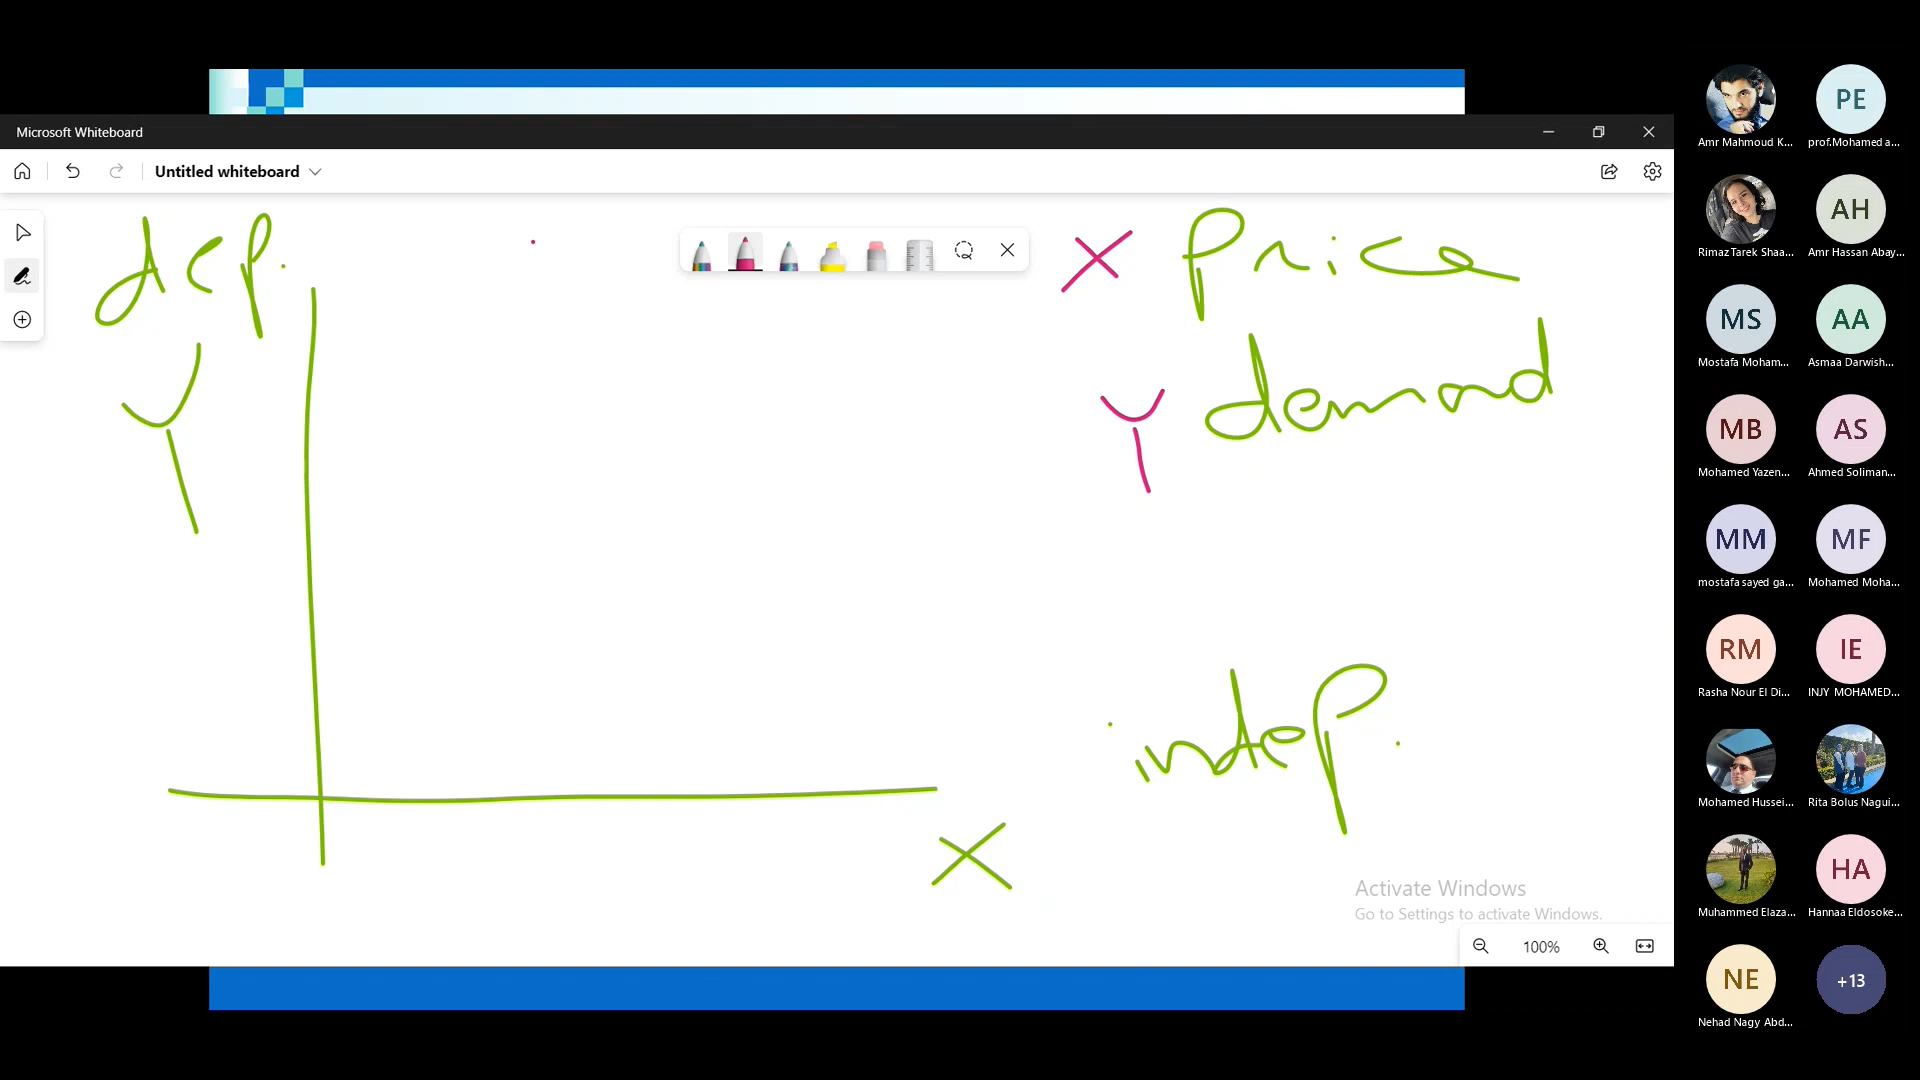 Microsoft Whiteboard
Untitled whiteboard
dep.
Y
X Price
Y demand
indep.
X
Activate Windows
Go to Settings to activate Windows.
100%
Amr Mahmoud K...
PE
prof.Mohamed a...
Rimaz Tarek Shaa...
AH
Amr Hassan Abay...
MS
Mostafa Moham...
AA
Asmaa Darwish...
MB
Mohamed Yazen...
AS
Ahmed Soliman...
MM
mostafa sayed ga...
MF
Mohamed Moha...
RM
Rasha Nour El Di...
IE
INJY MOHAMED...
Mohamed Hussei...
Rita Bolus Nagui...
Muhammed Elaza...
HA
Hannaa Eldosoke...
NE
Nehad Nagy Abd...
+13